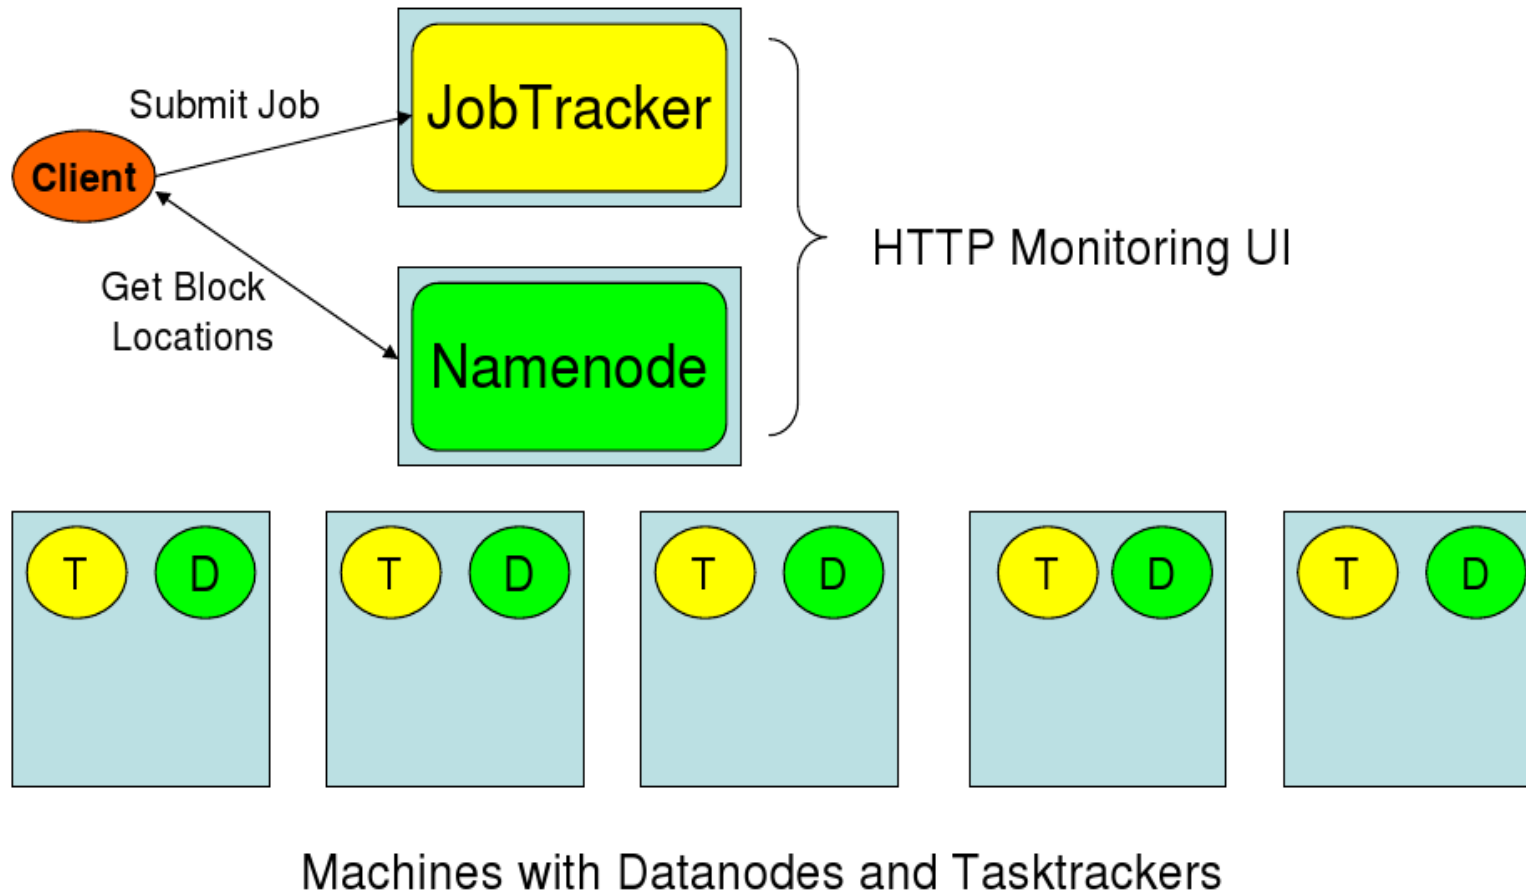 Submit Job
JobTracker
Client
HTTP Monitoring UI
Get Block
Locations
Namenode
T D T D T D T D T D
Machines with Datanodes and Tasktrackers